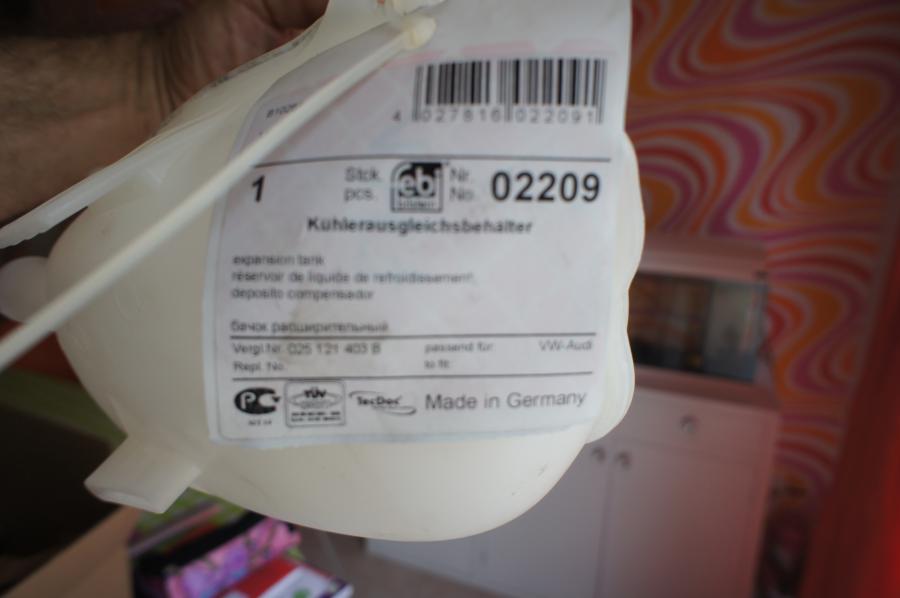 4 027816 022091
1 Stck. pcs. febi bilstein Nr. No. 02209
Kühlerausgleichsbehälter
expansion tank
réservoir de liquide de refroidissement,
deposito compensador
бачок расширительный
Vergl.Nr. 025 121 403 B passend für: VW-Audi
Repl. No. to fit:
PC TÜV TecDoc Made in Germany